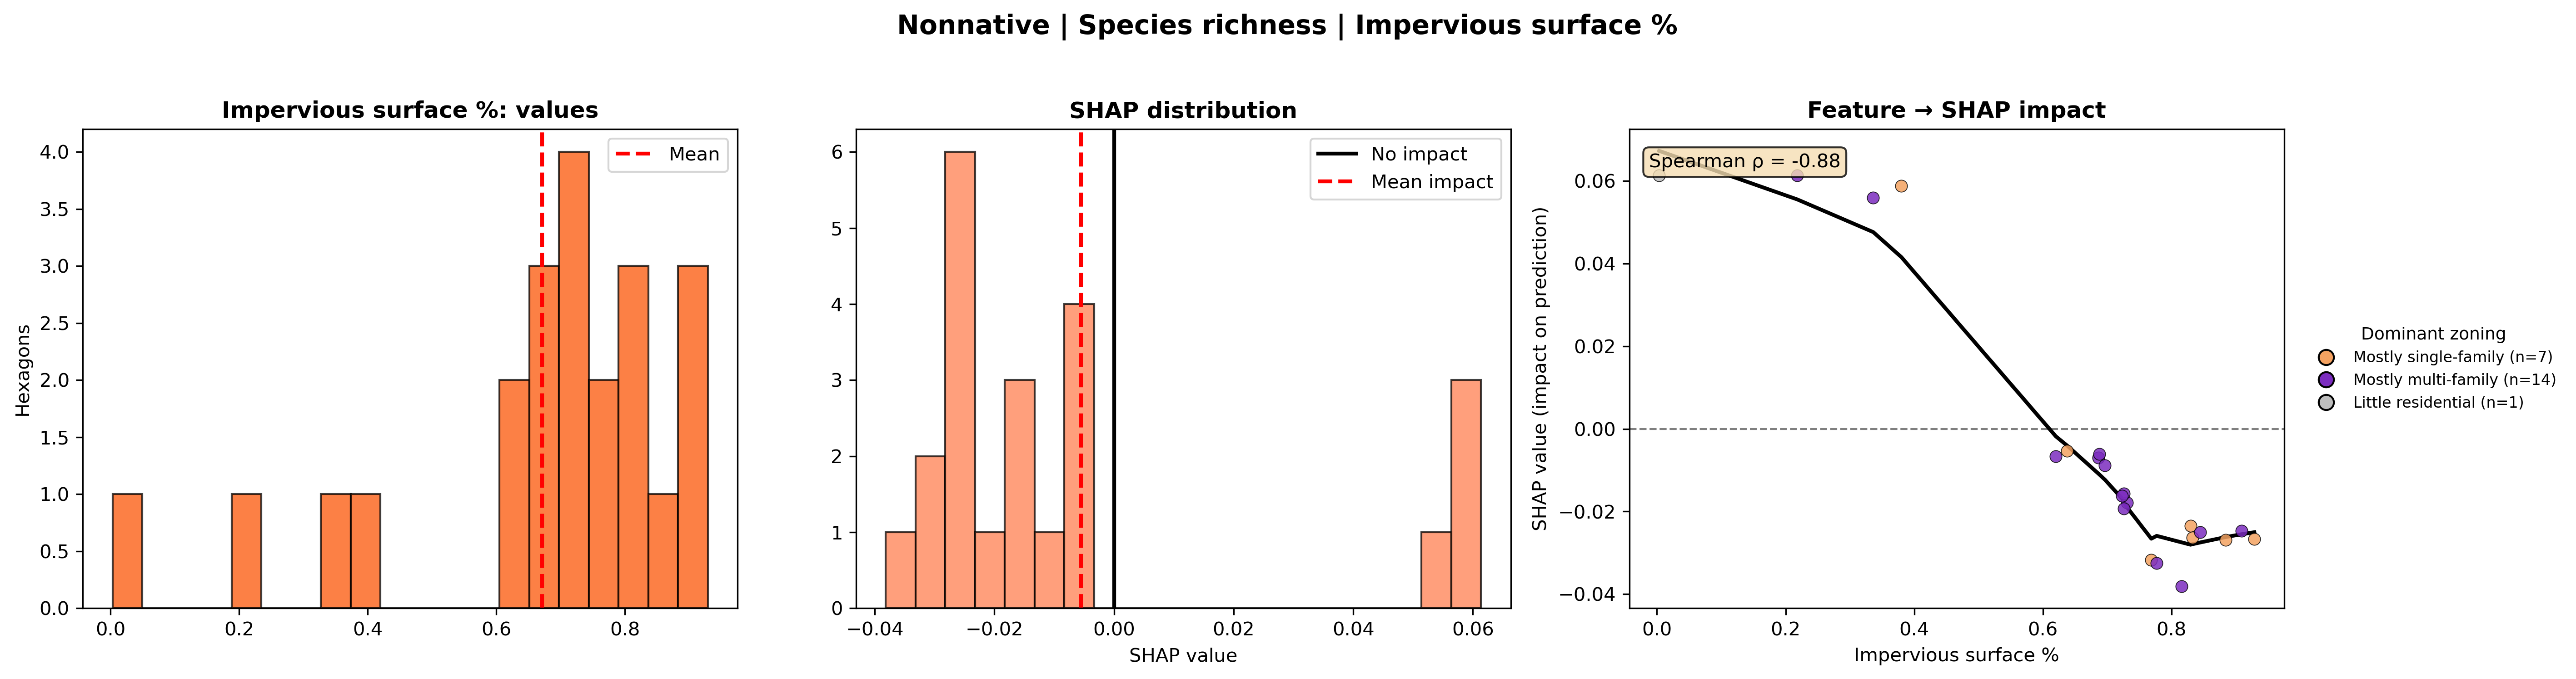 Nonnative | Species richness | Impervious surface %
Impervious surface %: values
Hexagons
4.0
3.5
3.0
2.5
2.0
1.5
1.0
0.5
0.0
0.0
0.2
0.4
0.6
0.8
Mean
SHAP distribution
6
5
4
3
2
1
0
−0.04
−0.02
0.00
0.02
0.04
0.06
SHAP value
No impact
Mean impact
Feature → SHAP impact
SHAP value (impact on prediction)
0.06
0.04
0.02
0.00
−0.02
−0.04
0.0
0.2
0.4
0.6
0.8
Impervious surface %
Spearman ρ = -0.88
Dominant zoning
Mostly single-family (n=7)
Mostly multi-family (n=14)
Little residential (n=1)